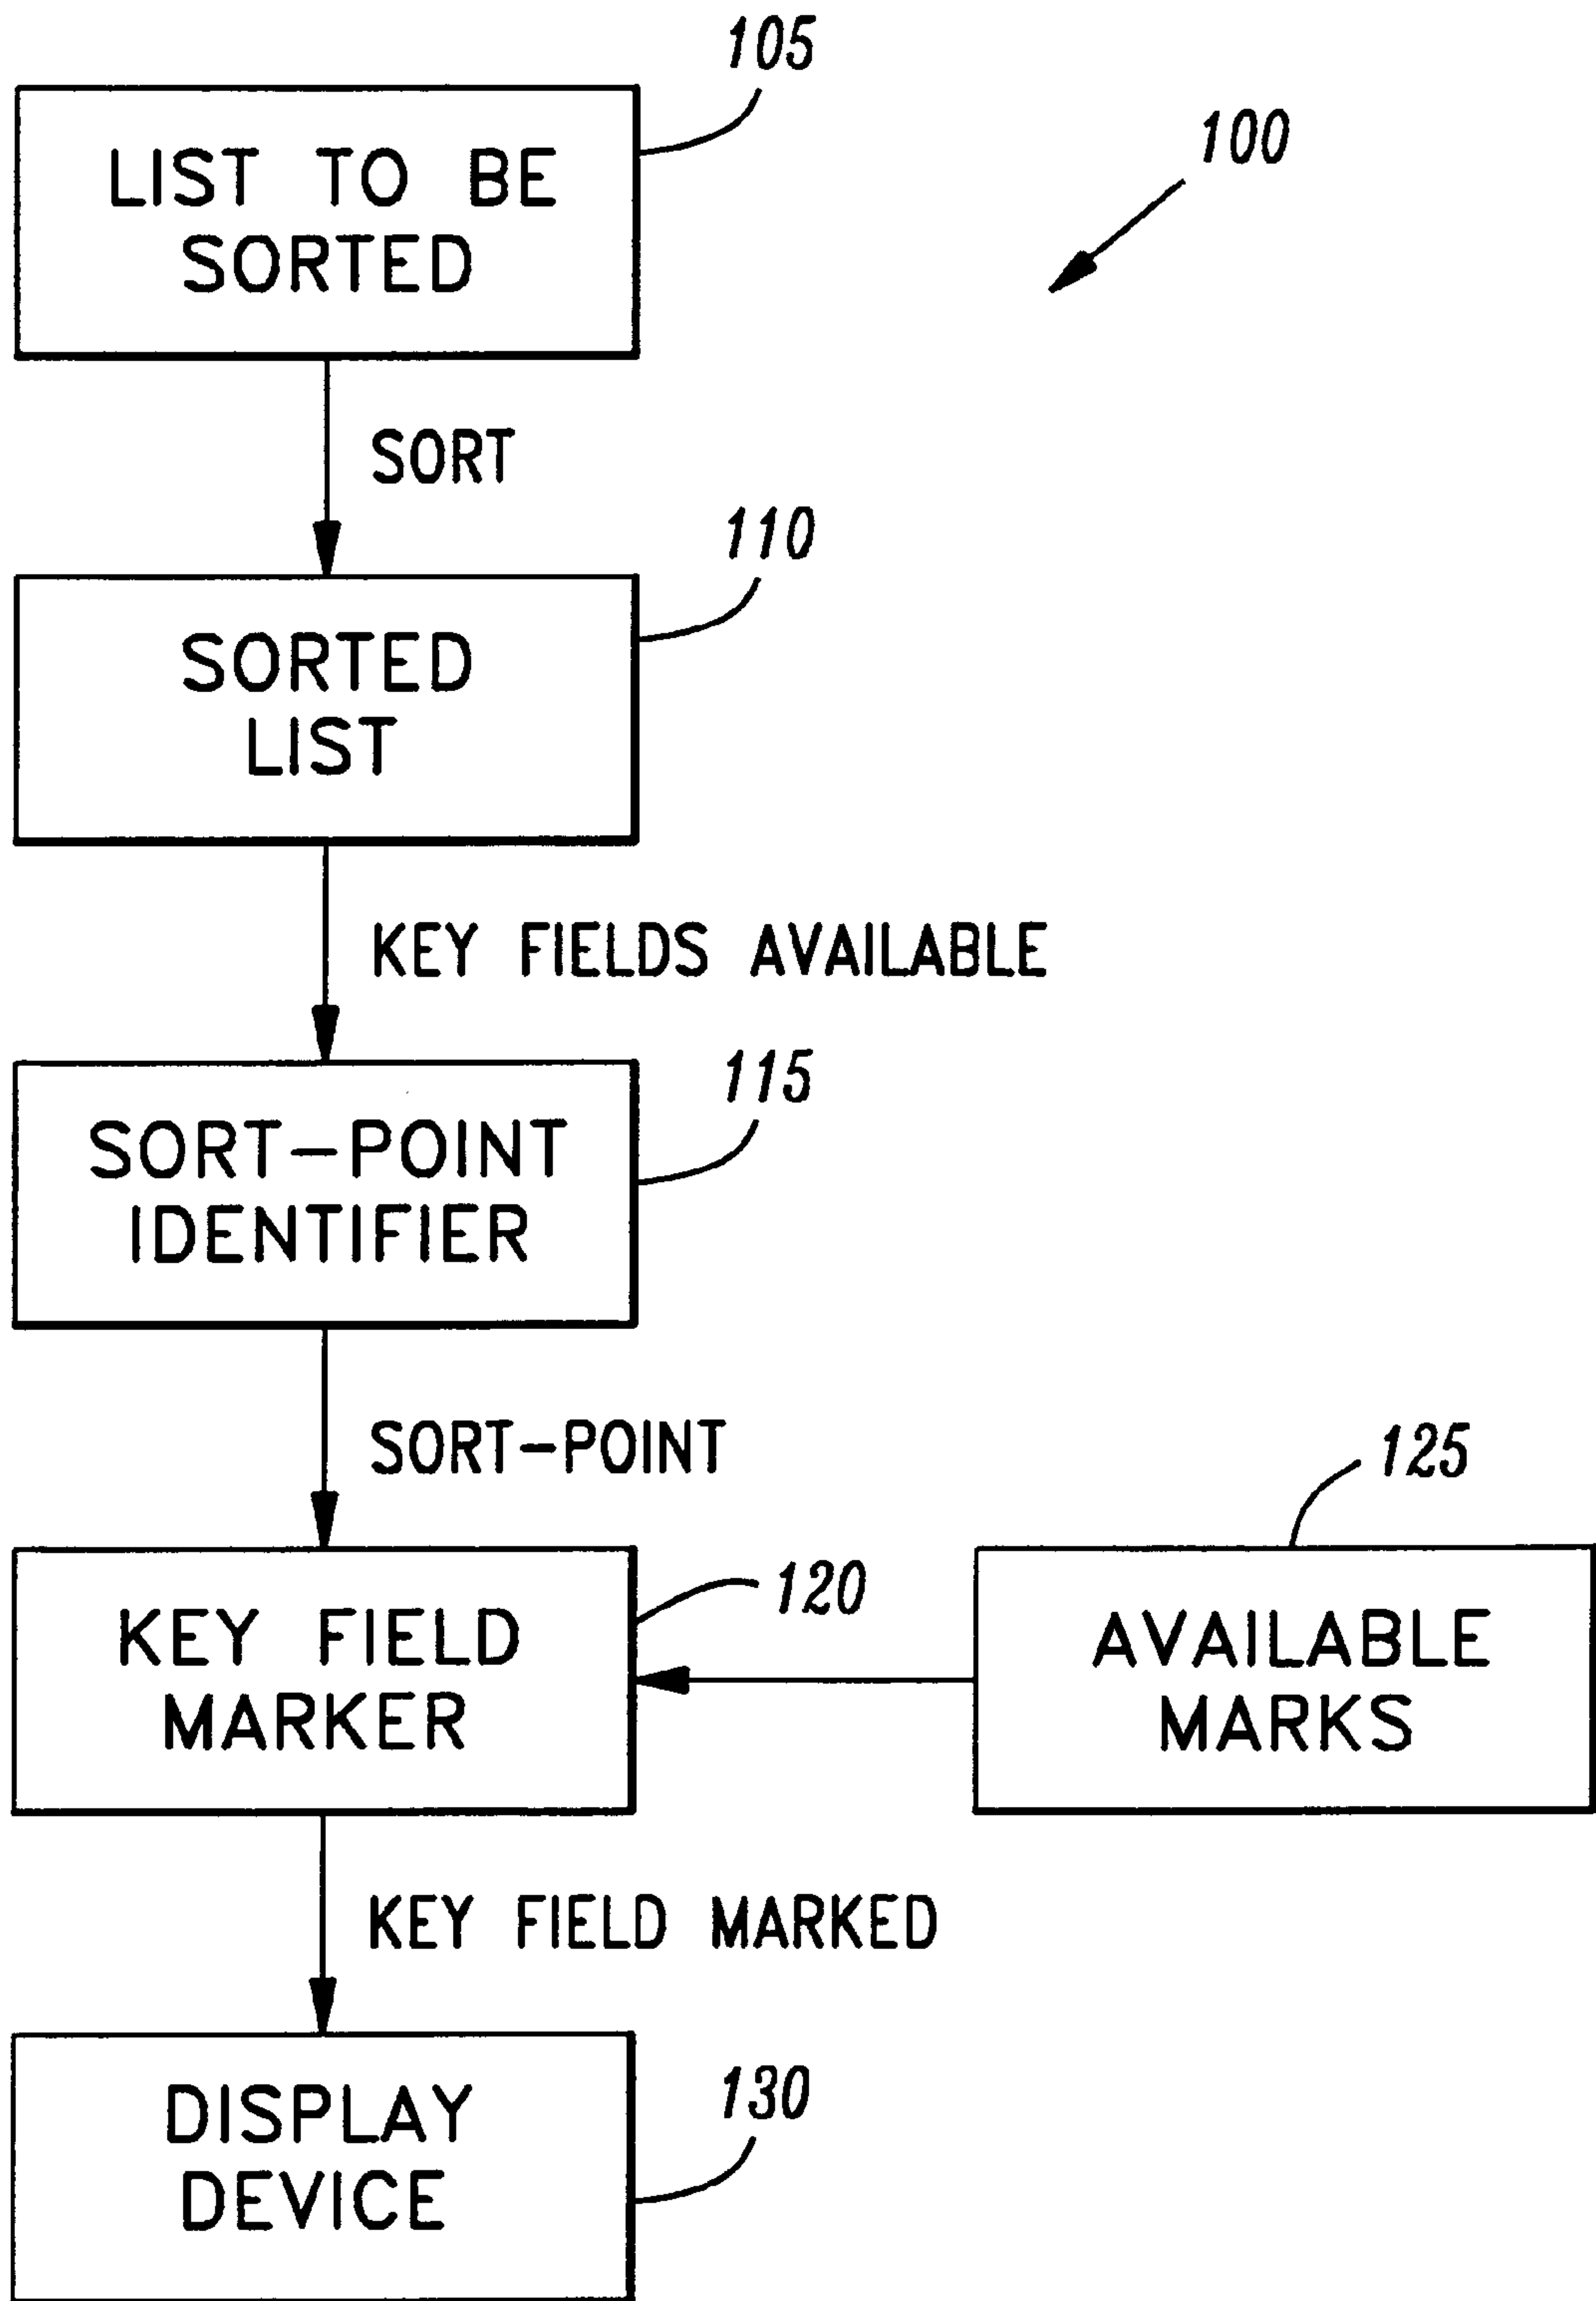 105
100
LIST TO BE
SORTED
SORT
110
SORTED
LIST
KEY FIELDS AVAILABLE
115
SORT-POINT
IDENTIFIER
SORT-POINT
125
120
KEY FIELD
MARKER
AVAILABLE
MARKS
KEY FIELD MARKED
130
DISPLAY
DEVICE